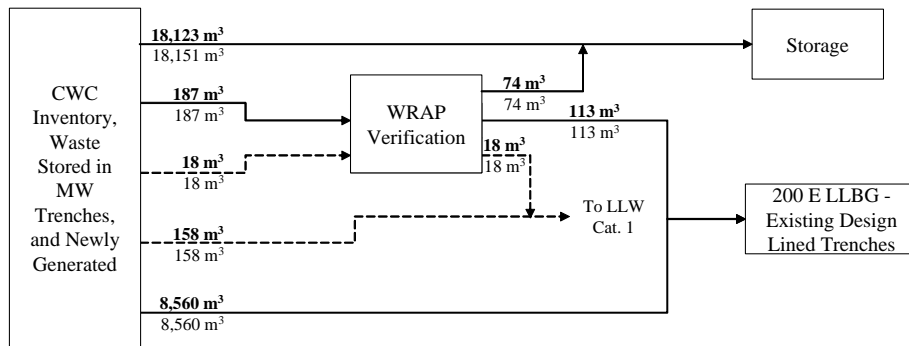 18,123 m³
18,151 m³
Storage
CWC
Inventory,
Waste
Stored in
MW
Trenches,
and Newly
Generated
187 m³
187 m³
WRAP
Verification
74 m³
74 m³
113 m³
113 m³
18 m³
18 m³
18 m³
18 m³
158 m³
158 m³
To LLW
Cat. 1
200 E LLBG -
Existing Design
Lined Trenches
8,560 m³
8,560 m³